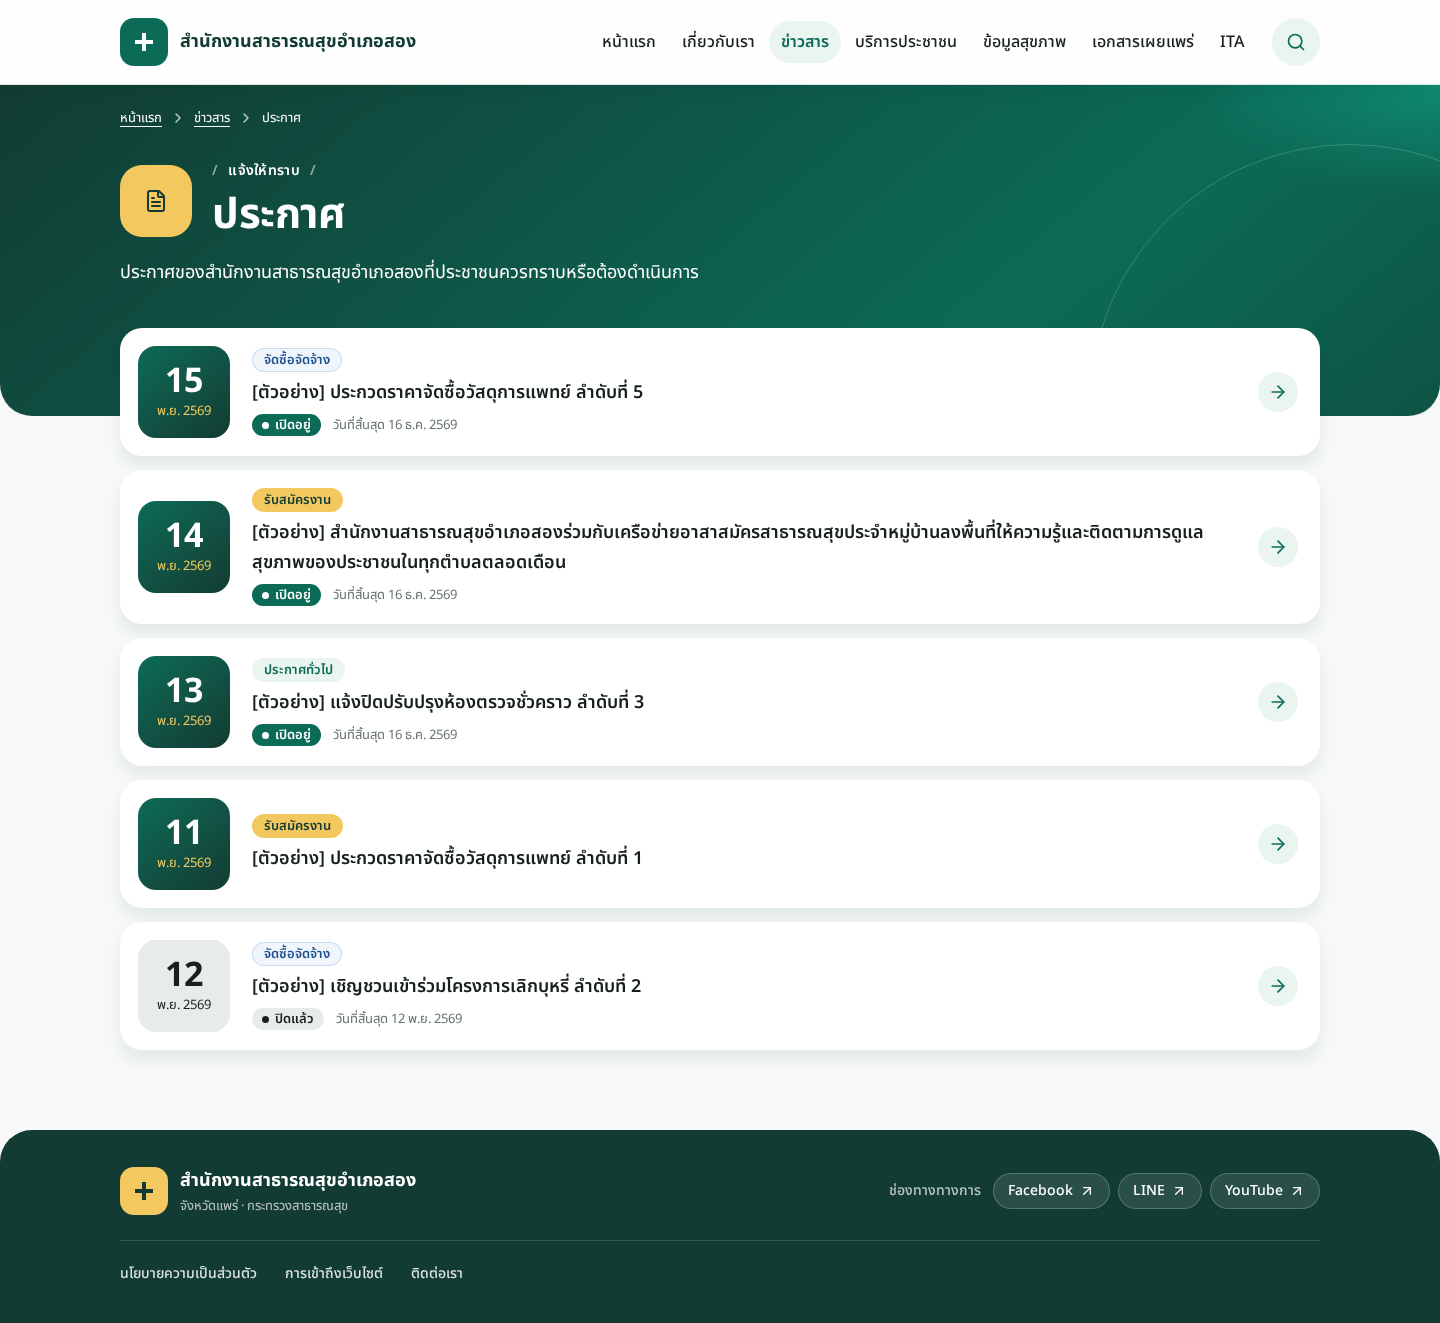 สำนักงานสาธารณสุขอำเภอสอง
หน้าแรก
เกี่ยวกับเรา
ข่าวสาร
บริการประชาชน
ข้อมูลสุขภาพ
เอกสารเผยแพร่
ITA
หน้าแรก
ข่าวสาร
ประกาศ
/ แจ้งให้ทราบ /
ประกาศ
ประกาศของสำนักงานสาธารณสุขอำเภอสองที่ประชาชนควรทราบหรือต้องดำเนินการ
15
พ.ย. 2569
จัดซื้อจัดจ้าง
[ตัวอย่าง] ประกวดราคาจัดซื้อวัสดุการแพทย์ ลำดับที่ 5
เปิดอยู่
วันที่สิ้นสุด 16 ธ.ค. 2569
14
พ.ย. 2569
รับสมัครงาน
[ตัวอย่าง] สำนักงานสาธารณสุขอำเภอสองร่วมกับเครือข่ายอาสาสมัครสาธารณสุขประจำหมู่บ้านลงพื้นที่ให้ความรู้และติดตามการดูแล
สุขภาพของประชาชนในทุกตำบลตลอดเดือน
เปิดอยู่
วันที่สิ้นสุด 16 ธ.ค. 2569
13
พ.ย. 2569
ประกาศทั่วไป
[ตัวอย่าง] แจ้งปิดปรับปรุงห้องตรวจชั่วคราว ลำดับที่ 3
เปิดอยู่
วันที่สิ้นสุด 16 ธ.ค. 2569
11
พ.ย. 2569
รับสมัครงาน
[ตัวอย่าง] ประกวดราคาจัดซื้อวัสดุการแพทย์ ลำดับที่ 1
12
พ.ย. 2569
จัดซื้อจัดจ้าง
[ตัวอย่าง] เชิญชวนเข้าร่วมโครงการเลิกบุหรี่ ลำดับที่ 2
ปิดแล้ว
วันที่สิ้นสุด 12 พ.ย. 2569
สำนักงานสาธารณสุขอำเภอสอง
จังหวัดแพร่ · กระทรวงสาธารณสุข
ช่องทางทางการ
Facebook
LINE
YouTube
นโยบายความเป็นส่วนตัว
การเข้าถึงเว็บไซต์
ติดต่อเรา